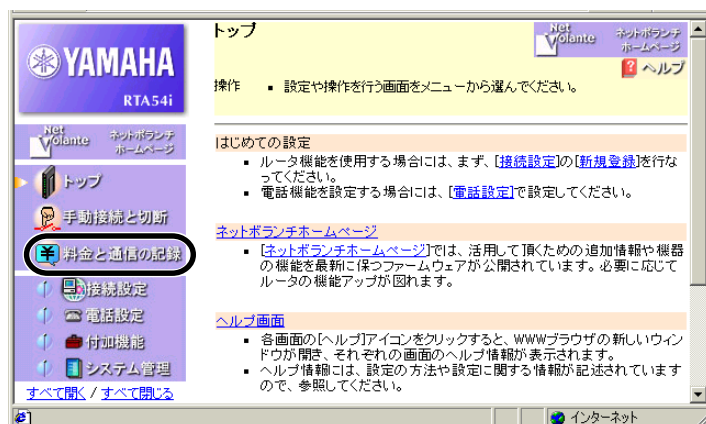 YAMAHA
RTA54i
Net Volante ネットボランチ
ホームページ
トップ
手動接続と切断
料金と通信の記録
接続設定
電話設定
付加機能
システム管理
すべて開く / すべて閉じる
トップ
Net Volante ネットボランチ
ホームページ
ヘルプ
操作 ▪ 設定や操作を行う画面をメニューから選んでください。
はじめての設定
▪ ルータ機能を使用する場合には、まず、[接続設定]の[新規登録]を行な
ってください。
▪ 電話機能を設定する場合には、[電話設定]で設定してください。
ネットボランチホームページ
▪ [ネットボランチホームページ]では、活用して頂くための追加情報や機器
の機能を最新に保つファームウェアが公開されています。必要に応じて
ルータの機能アップが図れます。
ヘルプ画面
▪ 各画面の[ヘルプ]アイコンをクリックすると、WWWブラウザの新しいウィン
ドウが開き、それぞれの画面のヘルプ情報が表示されます。
▪ ヘルプ情報には、設定の方法や設定に関する情報が記述されています
ので、参照してください。
インターネット